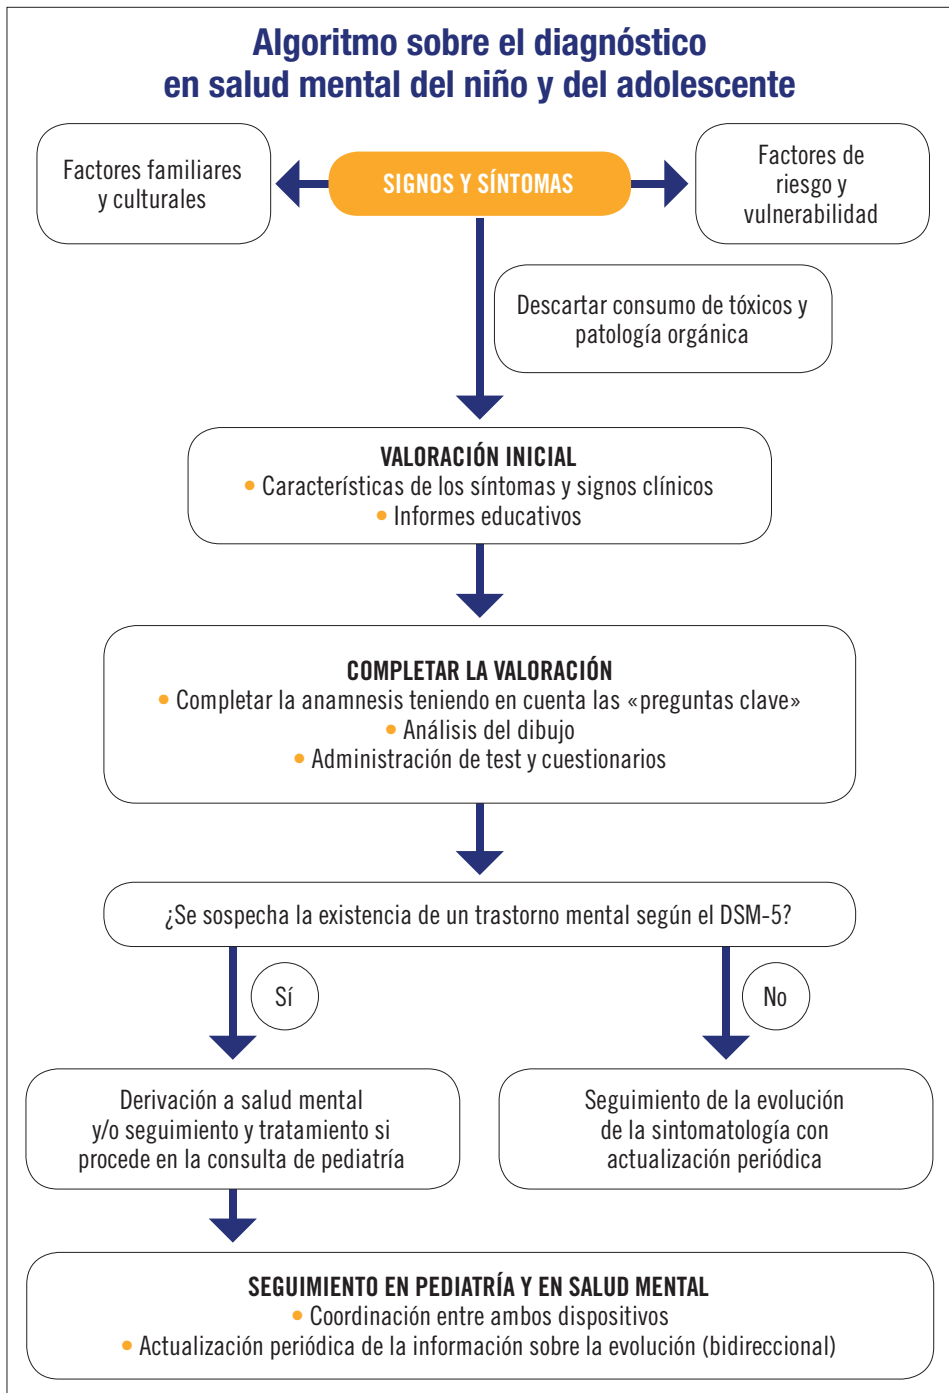 Algoritmo sobre el diagnóstico
en salud mental del niño y del adolescente
Factores familiares
y culturales
SIGNOS Y SÍNTOMAS
Factores de
riesgo y
vulnerabilidad
Descartar consumo de tóxicos y
patología orgánica
VALORACIÓN INICIAL
• Características de los síntomas y signos clínicos
• Informes educativos
COMPLETAR LA VALORACIÓN
• Completar la anamnesis teniendo en cuenta las «preguntas clave»
• Análisis del dibujo
• Administración de test y cuestionarios
¿Se sospecha la existencia de un trastorno mental según el DSM-5?
Sí
No
Derivación a salud mental
y/o seguimiento y tratamiento si
procede en la consulta de pediatría
Seguimiento de la evolución
de la sintomatología con
actualización periódica
SEGUIMIENTO EN PEDIATRÍA Y EN SALUD MENTAL
• Coordinación entre ambos dispositivos
• Actualización periódica de la información sobre la evolución (bidireccional)